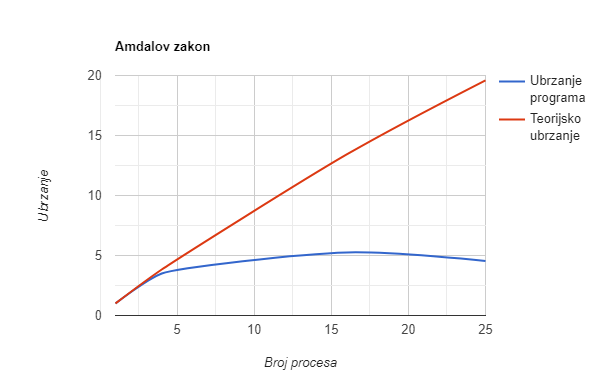 Amdalov zakon
20
15
10
5
0
Ubrzanje
5
10
15
20
25
Broj procesa
Ubrzanje
programa
Teorijsko
ubrzanje